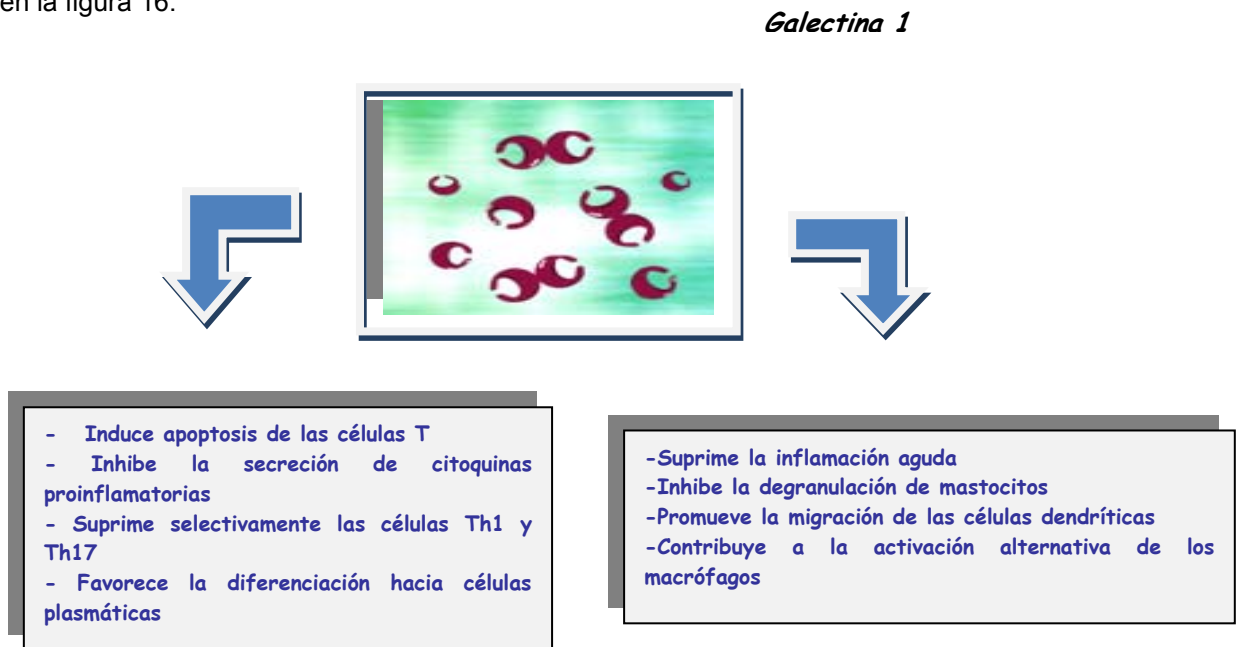 en la figura 16.
Galectina 1
- Induce apoptosis de las células T
- Inhibe la secreción de citoquinas
proinflamatorias
- Suprime selectivamente las células Th1 y
Th17
- Favorece la diferenciación hacia células
plasmáticas
-Suprime la inflamación aguda
-Inhibe la degranulación de mastocitos
-Promueve la migración de las células dendríticas
-Contribuye a la activación alternativa de los
macrófagos